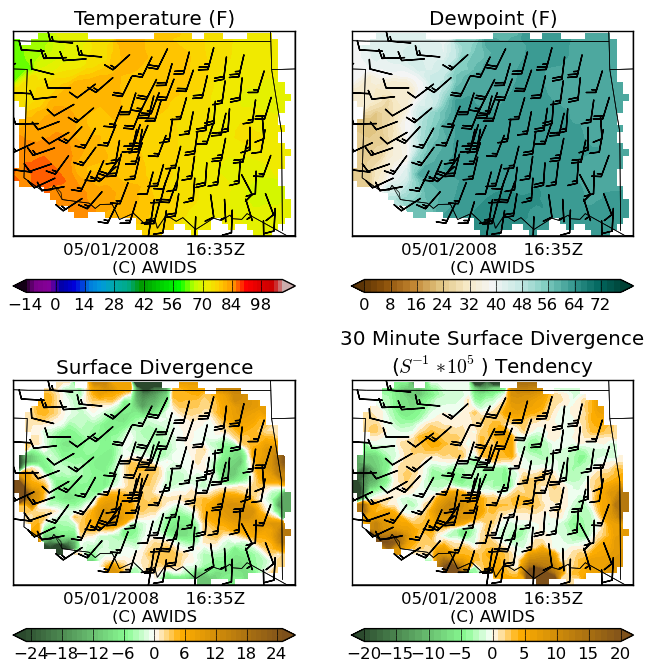 Temperature (F)
Dewpoint (F)
05/01/2008 16:35Z
(C) AWIDS
−14 0 14 28 42 56 70 84 98
05/01/2008 16:35Z
(C) AWIDS
0 8 16 24 32 40 48 56 64 72
Surface Divergence
30 Minute Surface Divergence
(S⁻¹ *10⁵ ) Tendency
05/01/2008 16:35Z
(C) AWIDS
−24 −18 −12 −6 0 6 12 18 24
05/01/2008 16:35Z
(C) AWIDS
−20 −15 −10 −5 0 5 10 15 20